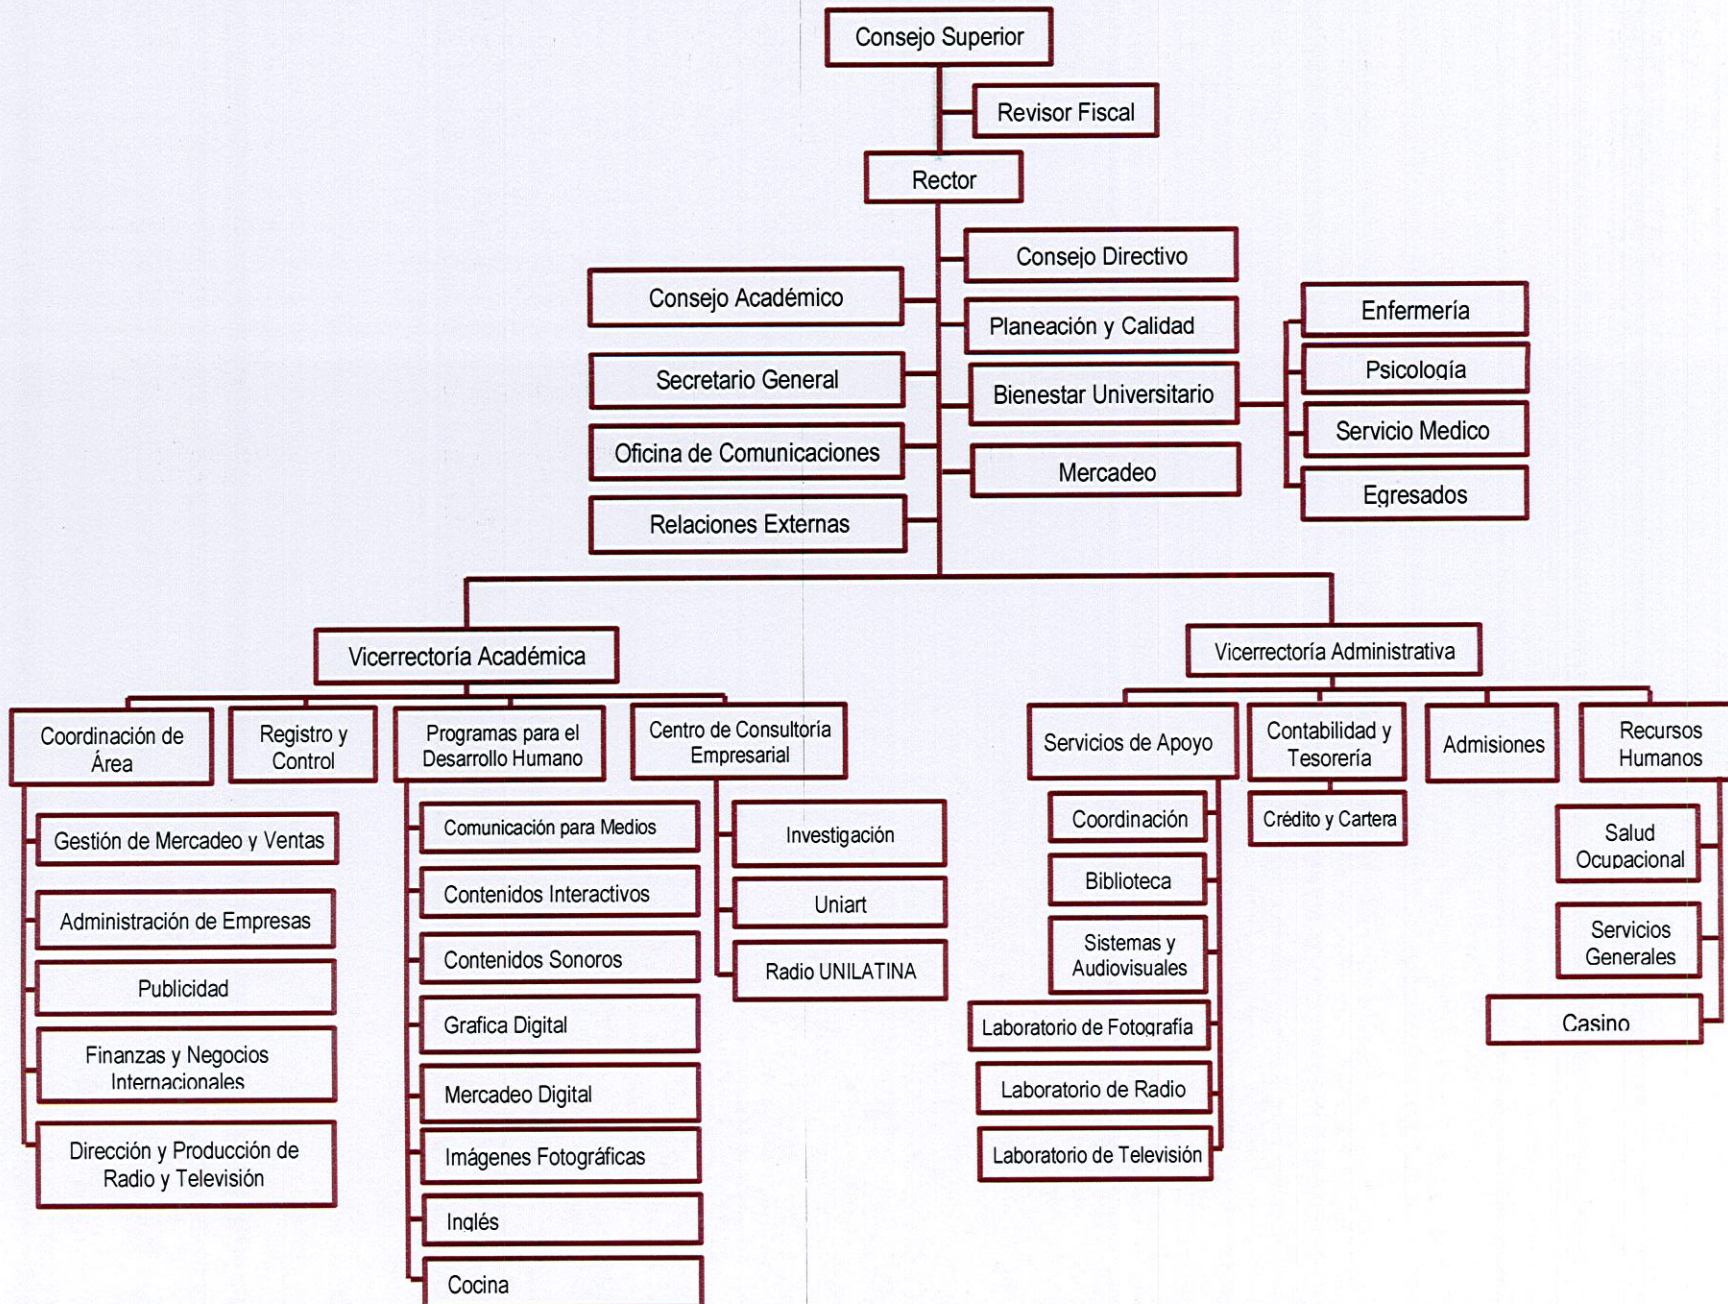 Consejo Superior
Revisor Fiscal
Rector
Consejo Directivo
Consejo Académico
Planeación y Calidad
Secretario General
Bienestar Universitario
Oficina de Comunicaciones
Mercadeo
Relaciones Externas
Enfermería
Psicología
Servicio Medico
Egresados
Vicerrectoría Académica
Coordinación de
Área
Gestión de Mercadeo y Ventas
Administración de Empresas
Publicidad
Finanzas y Negocios
Internacionales
Dirección y Producción de
Radio y Televisión
Registro y
Control
Programas para el
Desarrollo Humano
Comunicación para Medios
Contenidos Interactivos
Contenidos Sonoros
Grafica Digital
Mercadeo Digital
Imágenes Fotográficas
Inglés
Cocina
Centro de Consultoría
Empresarial
Investigación
Uniart
Radio UNILATINA
Vicerrectoría Administrativa
Servicios de Apoyo
Coordinación
Biblioteca
Sistemas y
Audiovisuales
Laboratorio de Fotografía
Laboratorio de Radio
Laboratorio de Televisión
Contabilidad y
Tesorería
Crédito y Cartera
Admisiones
Recursos
Humanos
Salud
Ocupacional
Servicios
Generales
Casino